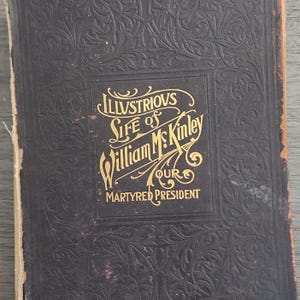 ILLUSTRIOUS
LIFE OF
William McKinley
OUR
MARTYRED PRESIDENT